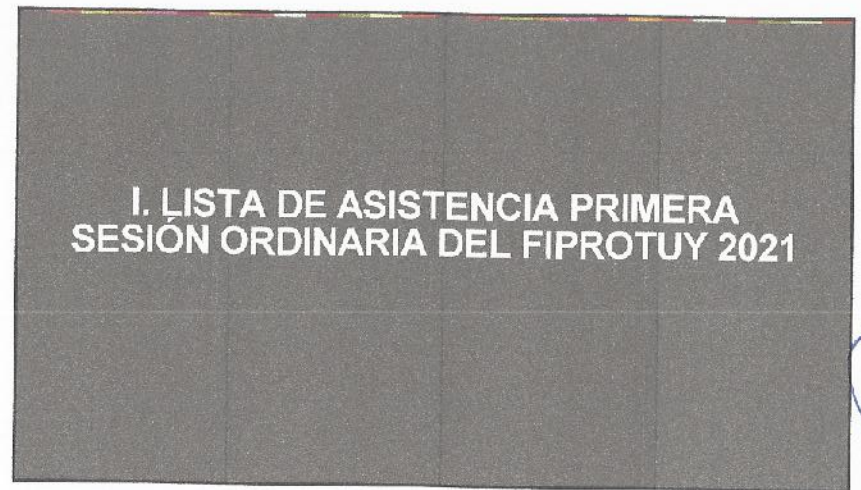 I. LISTA DE ASISTENCIA PRIMERA
SESIÓN ORDINARIA DEL FIPROTUY 2021